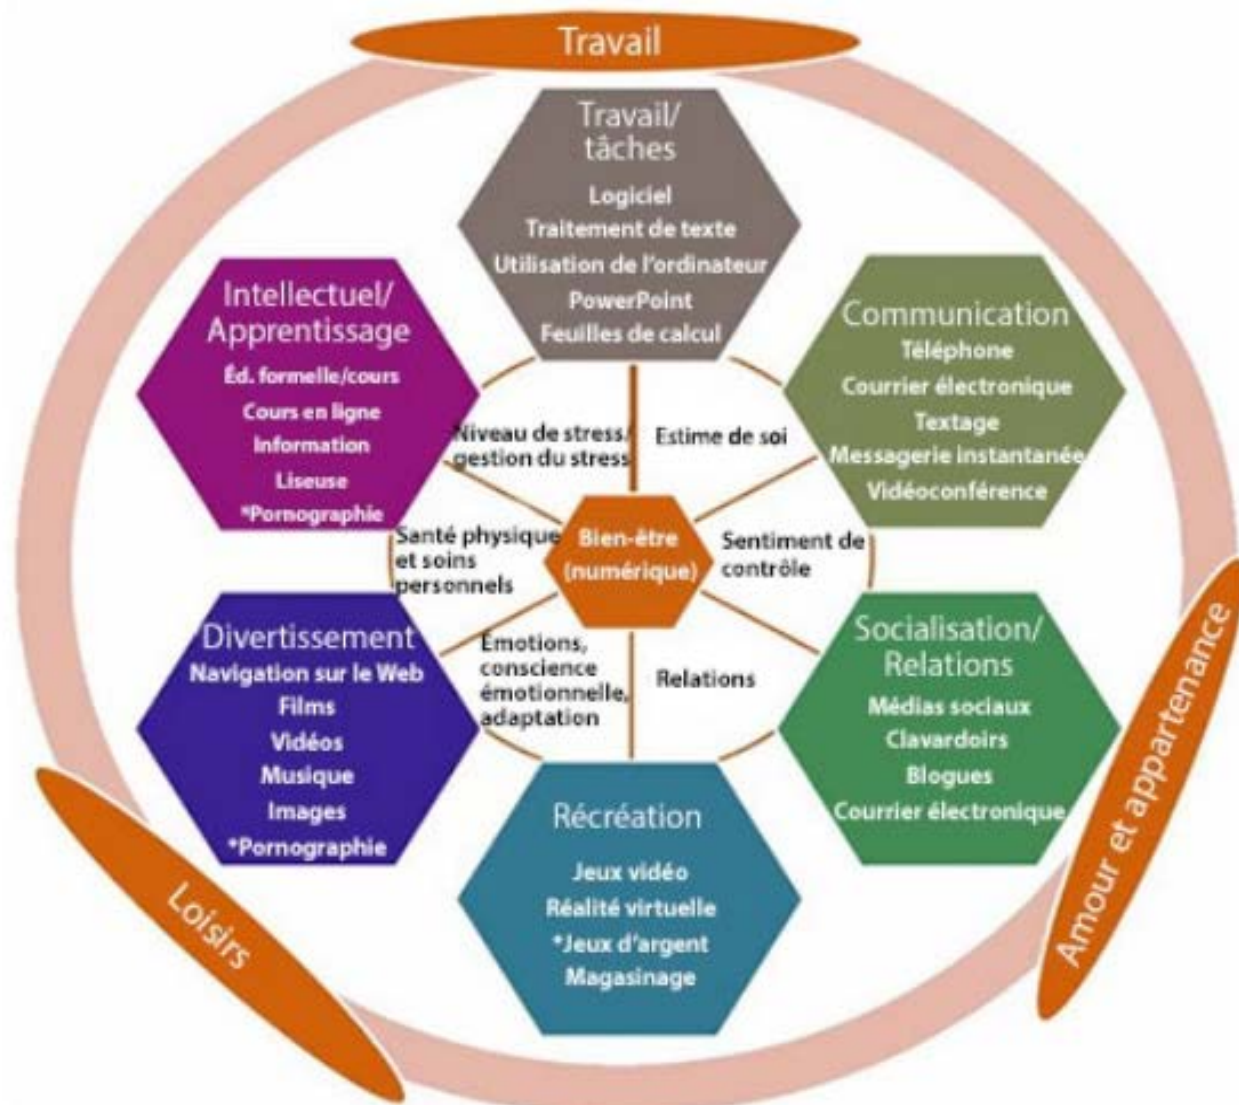 Travail
Travail/
tâches
Logiciel
Traitement de texte
Utilisation de l'ordinateur
PowerPoint
Feuilles de calcul
Intellectuel/
Apprentissage
Éd. formelle/cours
Cours en ligne
Information
Liseuse
*Pornographie
Communication
Téléphone
Courrier électronique
Textage
Messagerie instantanée
Vidéoconférence
Niveau de stress/
gestion du stress
Estime de soi
Santé physique
et soins
personnels
Bien-être
(numérique)
Sentiment de
contrôle
Émotions,
conscience
émotionnelle,
adaptation
Relations
Divertissement
Navigation sur le Web
Films
Vidéos
Musique
Images
*Pornographie
Socialisation/
Relations
Médias sociaux
Clavardoirs
Blogues
Courrier électronique
Récréation
Jeux vidéo
Réalité virtuelle
*Jeux d'argent
Magasinage
Loisirs
Amour et appartenance